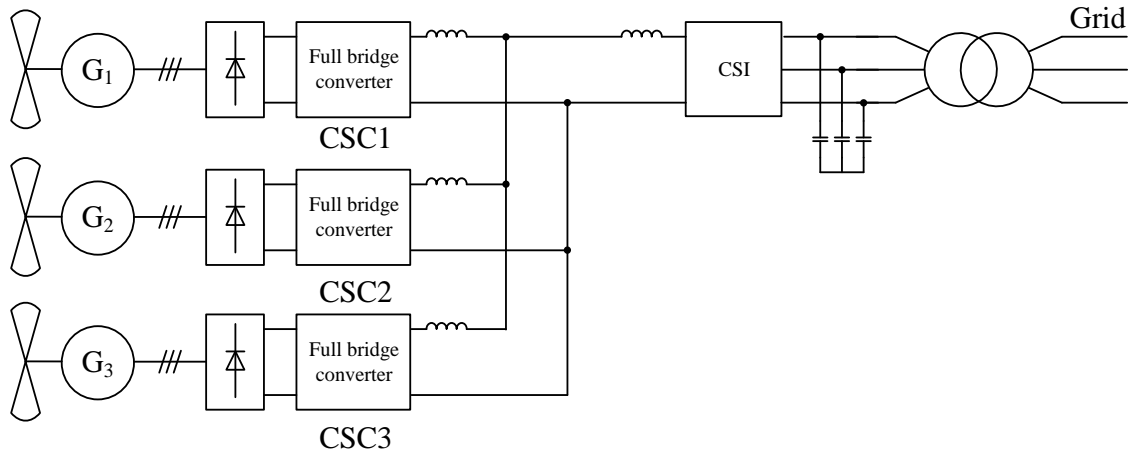 Grid
G₁
Full bridge
converter
CSI
CSC1
G₂
Full bridge
converter
CSC2
G₃
Full bridge
converter
CSC3